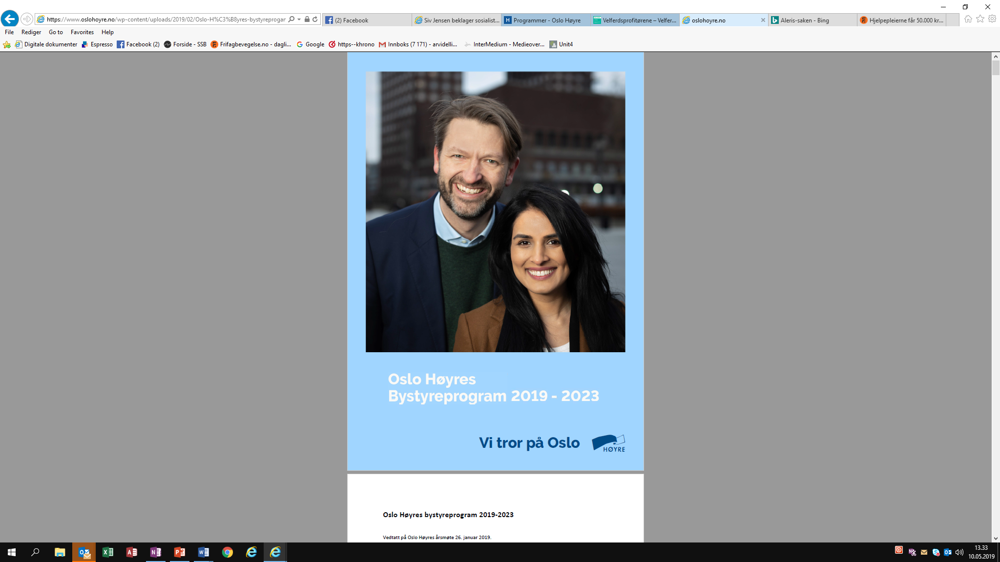 https://www.oslohoyre.no/wp-content/uploads/2019/02/Oslo-H%C3%B8yres-bystyreprogar
(2) Facebook
Siv Jensen beklager sosialist...
Programmer - Oslo Høyre
Velferdsprofitørene – Velfer...
oslohoyre.no
Aleris-saken - Bing
Hjelpepleierne får 50.000 kr...
File Rediger Go to Favorites Help
Digitale dokumenter Espresso Facebook (2) Forside - SSB Frifagbevegelse.no - dagli... Google https--khrono Innboks (7 171) - arvidelli... InterMedium - Medieover... Unit4
Oslo Høyres
Bystyreprogram 2019 - 2023
Vi tror på Oslo
HØYRE
Oslo Høyres bystyreprogram 2019-2023
Vedtatt på Oslo Høyres årsmøte 26. januar 2019.
13.33
10.05.2019